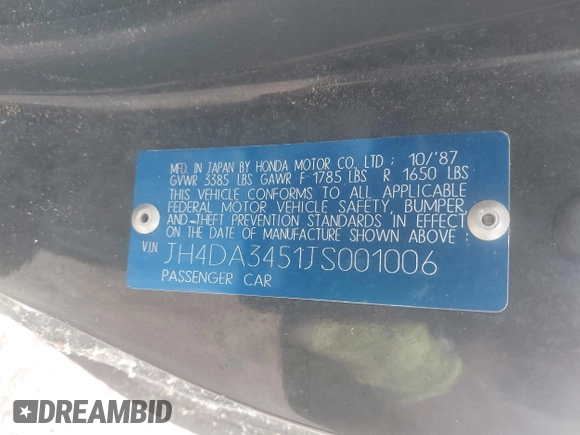 MFD. IN JAPAN BY HONDA MOTOR CO., LTD ; 10/'87
GVWR 3385 LBS GAWR F 1785 LBS R 1650 LBS
THIS VEHICLE CONFORMS TO ALL APPLICABLE
FEDERAL MOTOR VEHICLE SAFETY, BUMPER
AND-THEFT PREVENTION STANDARDS IN EFFECT
ON THE DATE OF MANUFACTURE SHOWN ABOVE ;
V.I.N. JH4DA3451JS001006
PASSENGER CAR
DREAMBID